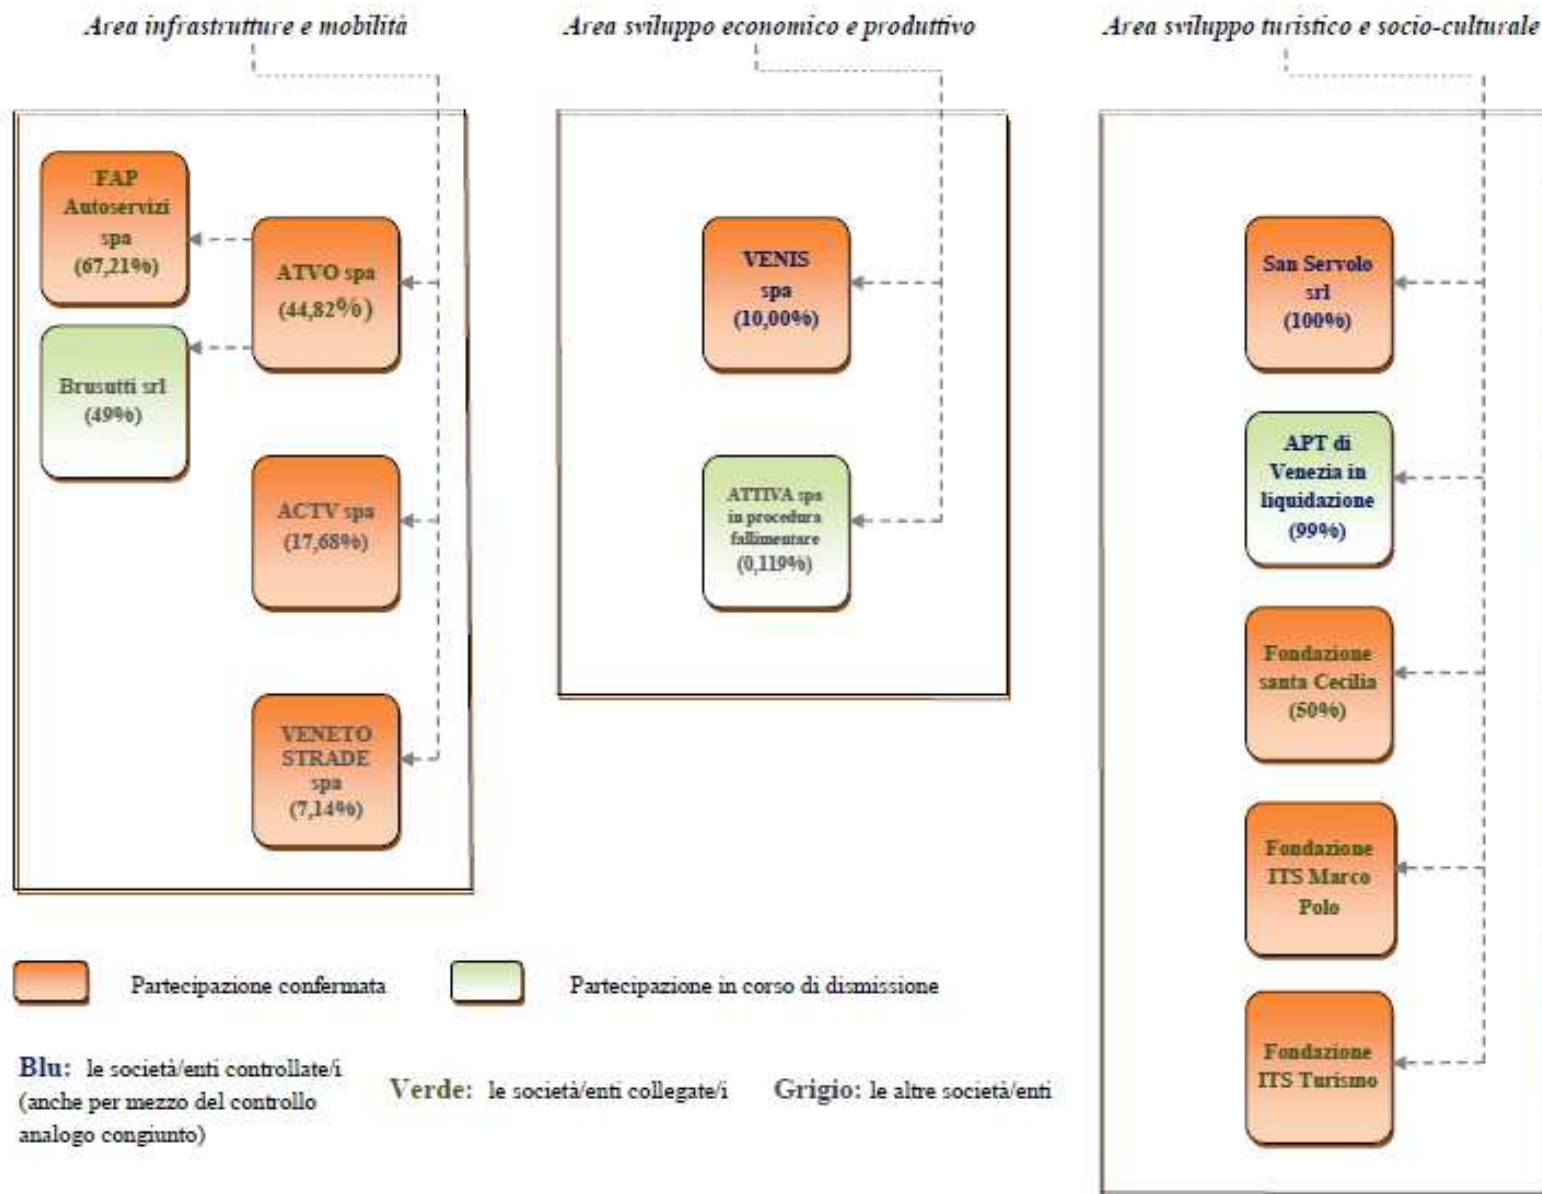 Area infrastrutture e mobilità
FAP
Autoservizi
spa
(67,21%)
ATVO spa
(44,82%)
Brusutti srl
(49%)
ACTV spa
(17,68%)
VENETO
STRADE
spa
(7,14%)
Area sviluppo economico e produttivo
VENIS
spa
(10,00%)
ATTIVA spa
in procedura
fallimentare
(0,119%)
Area sviluppo turistico e socio-culturale
San Servolo
srl
(100%)
APT di
Venezia in
liquidazione
(99%)
Fondazione
santa Cecilia
(50%)
Fondazione
ITS Marco
Polo
Fondazione
ITS Turismo
Partecipazione confermata
Partecipazione in corso di dismissione
Blu: le società/enti controllate/i
(anche per mezzo del controllo
analogo congiunto)
Verde: le società/enti collegate/i
Grigio: le altre società/enti